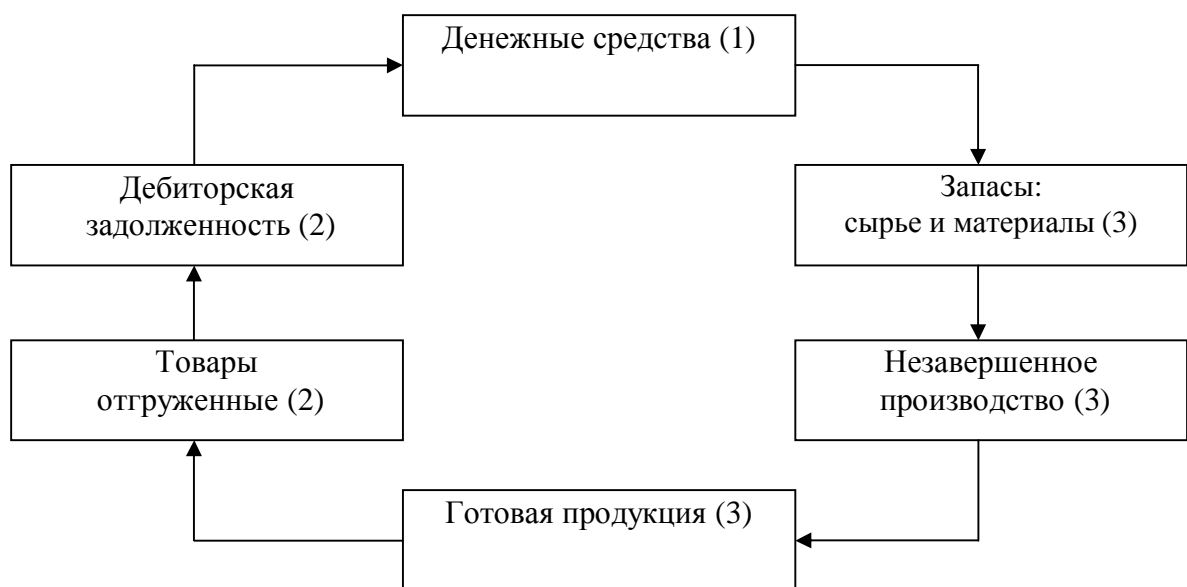 Денежные средства (1)
Дебиторская
задолженность (2)
Запасы:
сырье и материалы (3)
Товары
отгруженные (2)
Незавершенное
производство (3)
Готовая продукция (3)